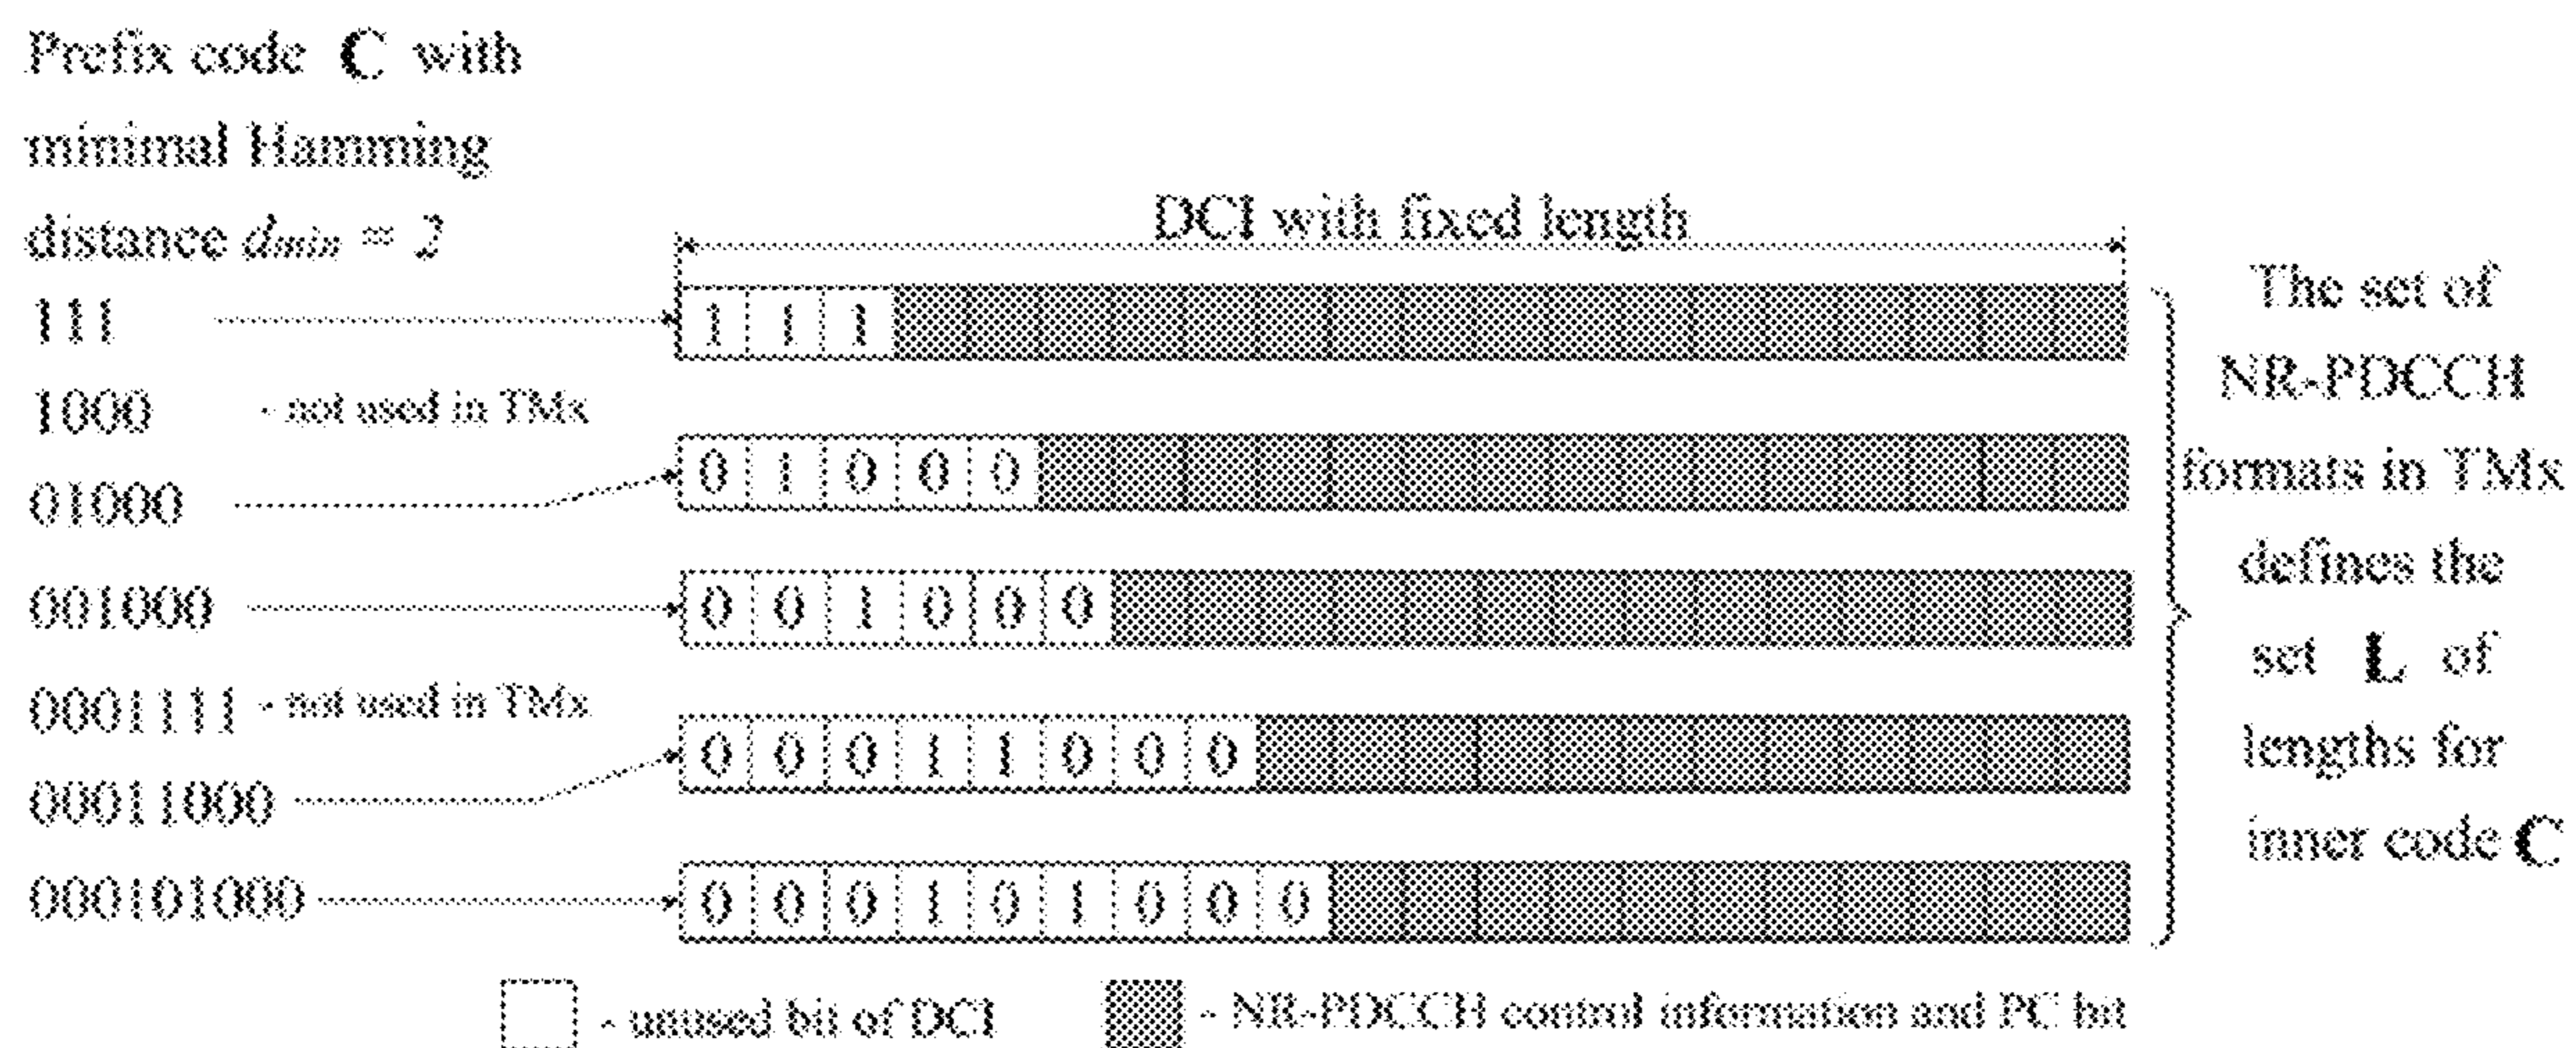 Prefix code C with
minimal Hamming
distance dmin = 2
DCI with fixed length
111
1 1 1
1000 - not used in TMx
01000
0 1 0 0 0
001000
0 0 1 0 0 0
0001111 - not used in TMx
00011000
0 0 0 1 1 0 0 0
000101000
0 0 0 1 0 1 0 0 0
The set of
NR-PDCCH
formats in TMx
defines the
set L of
lengths for
inner code C
- unused bit of DCI
- NR-PDCCH control information and PC bit